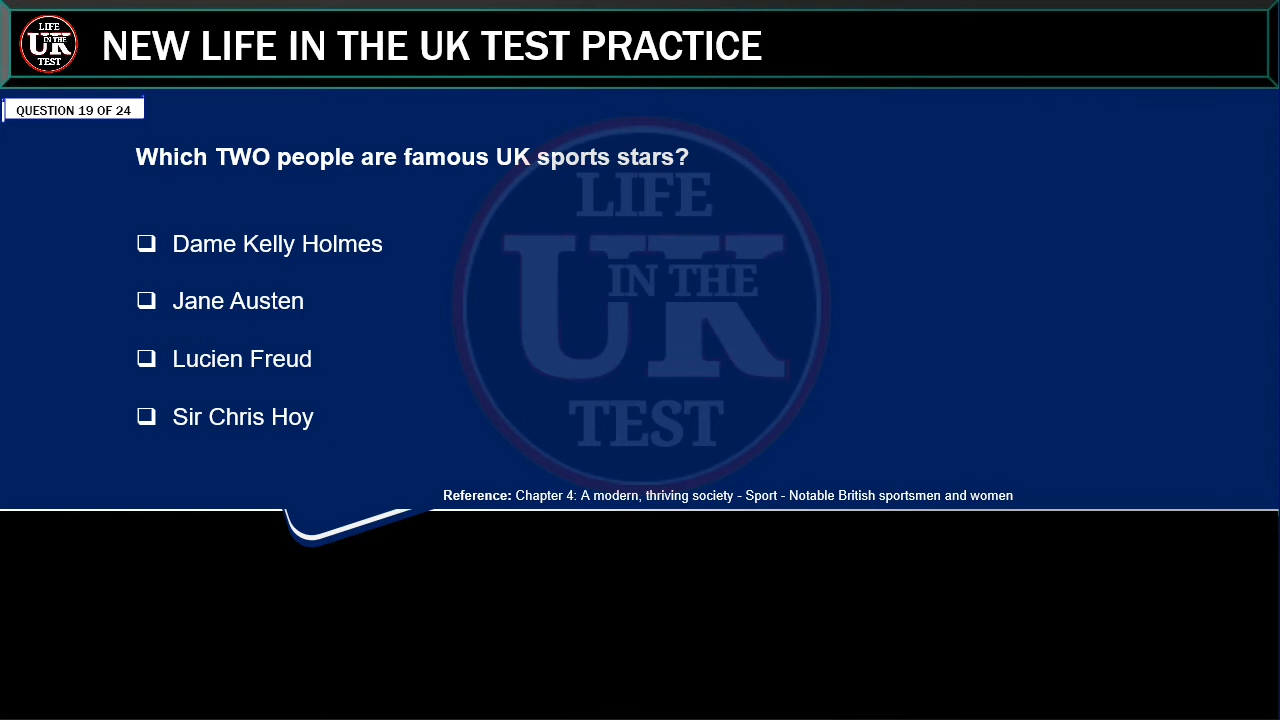 LIFE
UK
IN THE
TEST
NEW LIFE IN THE UK TEST PRACTICE
QUESTION 19 OF 24
Which TWO people are famous UK sports stars?
❑ Dame Kelly Holmes
❑ Jane Austen
❑ Lucien Freud
❑ Sir Chris Hoy
LIFE
UK
IN THE
TEST
Reference: Chapter 4: A modern, thriving society - Sport - Notable British sportsmen and women